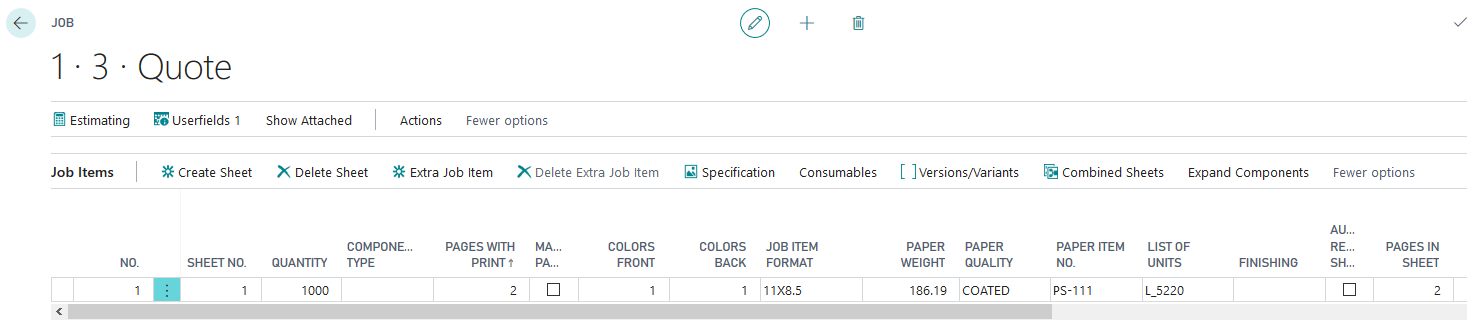 JOB
1 · 3 · Quote
Estimating Userfields 1 Show Attached Actions Fewer options
Job Items Create Sheet Delete Sheet Extra Job Item Delete Extra Job Item Specification Consumables Versions/Variants Combined Sheets Expand Components Fewer options
NO. SHEET NO. QUANTITY COMPONE... TYPE PAGES WITH PRINT↑ MA... PA... COLORS FRONT COLORS BACK JOB ITEM FORMAT PAPER WEIGHT PAPER QUALITY PAPER ITEM NO. LIST OF UNITS FINISHING AU... RE... SH... PAGES IN SHEET
1 1 1000 2 1 1 11X8.5 186.19 COATED PS-111 L_5220 2